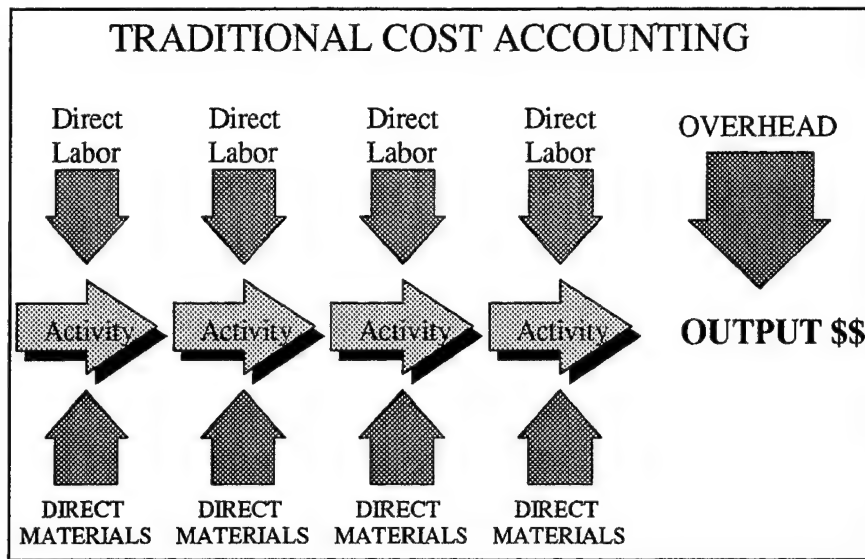 TRADITIONAL COST ACCOUNTING
Direct
Labor
Direct
Labor
Direct
Labor
Direct
Labor
OVERHEAD
Activity
Activity
Activity
Activity
OUTPUT $$
DIRECT
MATERIALS
DIRECT
MATERIALS
DIRECT
MATERIALS
DIRECT
MATERIALS